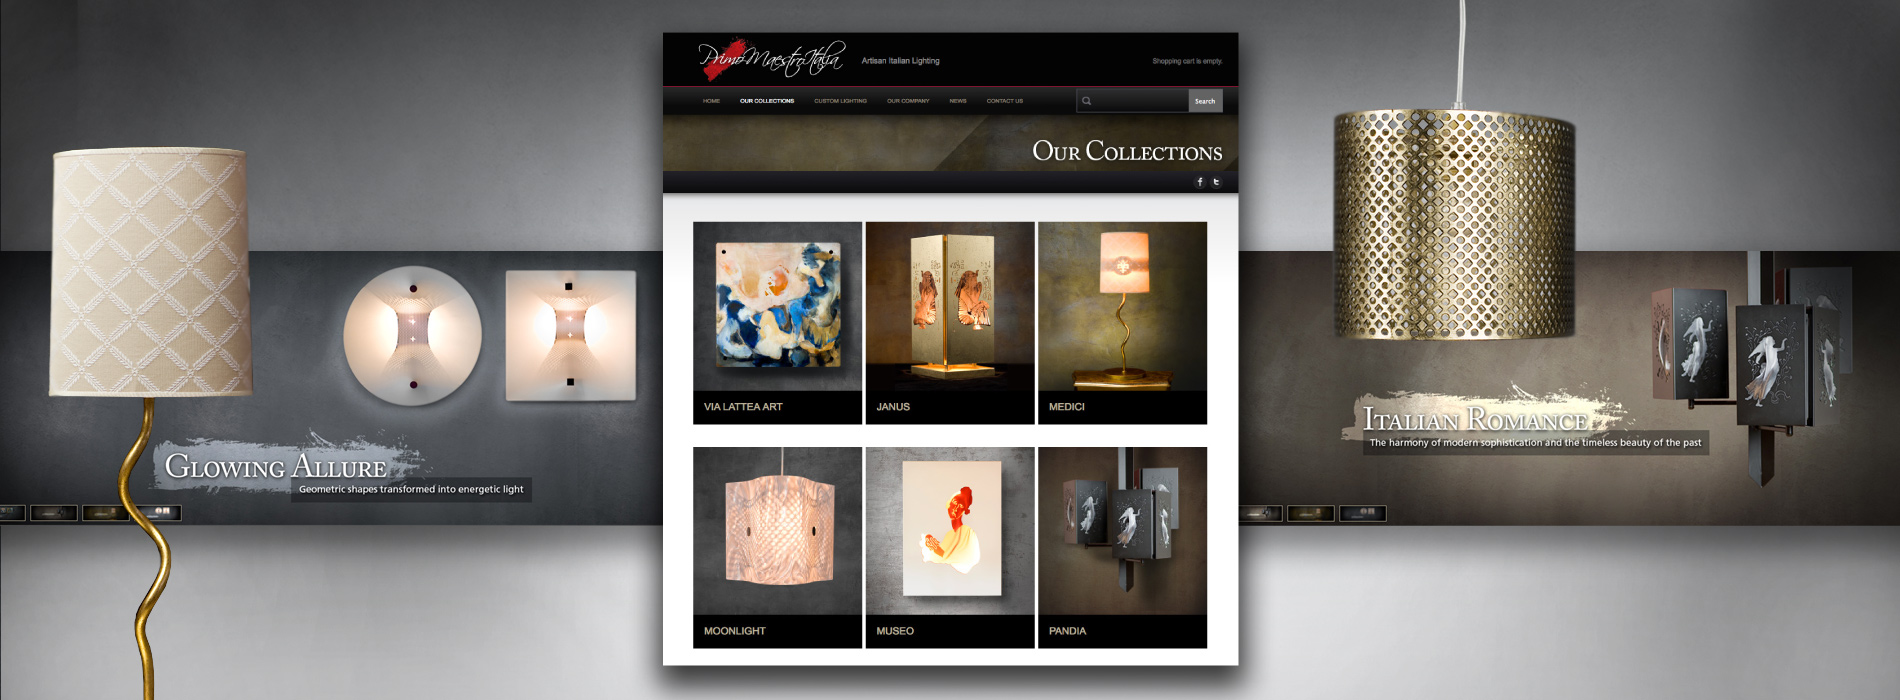 Primo Maestro Italia
Artisan Italian Lighting
Shopping cart is empty.
HOME
OUR COLLECTIONS
CUSTOM LIGHTING
OUR COMPANY
NEWS
CONTACT US
Search
OUR COLLECTIONS
VIA LATTEA ART
JANUS
MEDICI
MOONLIGHT
MUSEO
PANDIA
GLOWING ALLURE
Geometric shapes transformed into energetic light
ITALIAN ROMANCE
The harmony of modern sophistication and the timeless beauty of the past